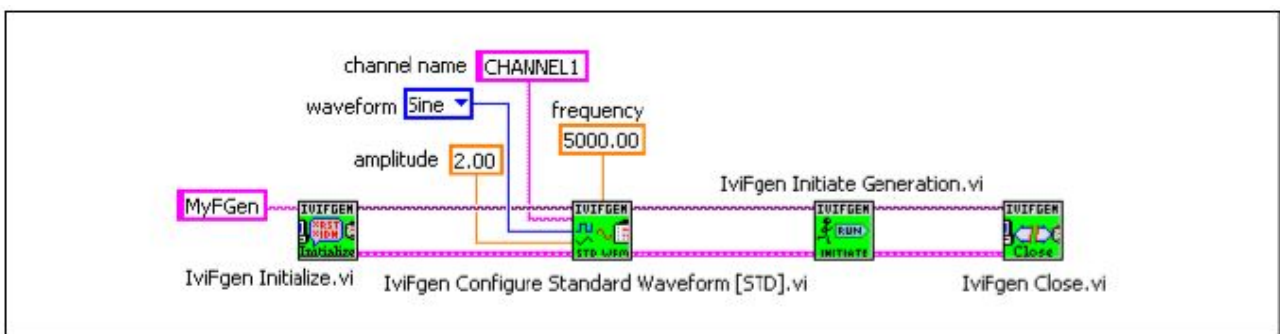 channel name CHANNEL1
waveform Sine
frequency
5000.00
amplitude 2.00
IviFgen Initiate Generation.vi
MyFGen
IVIFGEN
*RST
*IDN
Initialize
IVIFGEN
STD WFM
IVIFGEN
RUN
INITIATE
IVIFGEN
Close
IviFgen Initialize.vi
IviFgen Configure Standard Waveform [STD].vi
IviFgen Close.vi